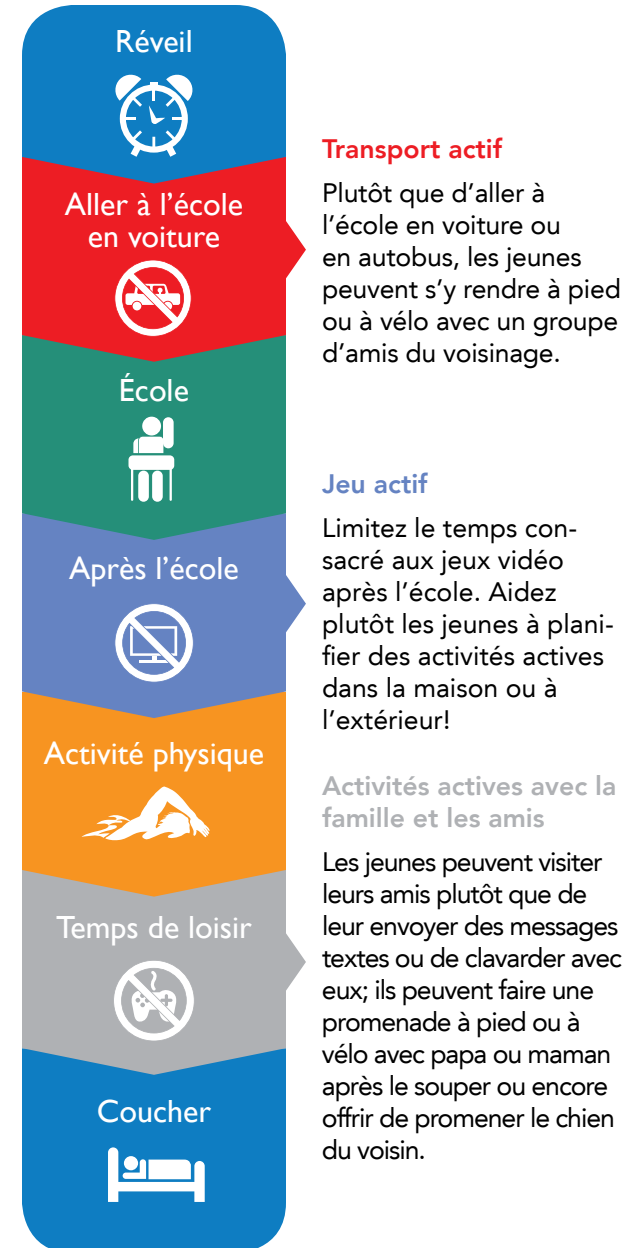 Réveil
Aller à l'école
en voiture
Transport actif
Plutôt que d'aller à
l'école en voiture ou
en autobus, les jeunes
peuvent s'y rendre à pied
ou à vélo avec un groupe
d'amis du voisinage.
École
Après l'école
Jeu actif
Limitez le temps con-
sacré aux jeux vidéo
après l'école. Aidez
plutôt les jeunes à plani-
fier des activités actives
dans la maison ou à
l'extérieur!
Activité physique
Temps de loisir
Activités actives avec la
famille et les amis
Les jeunes peuvent visiter
leurs amis plutôt que de
leur envoyer des messages
textes ou de clavarder avec
eux; ils peuvent faire une
promenade à pied ou à
vélo avec papa ou maman
après le souper ou encore
offrir de promener le chien
du voisin.
Coucher